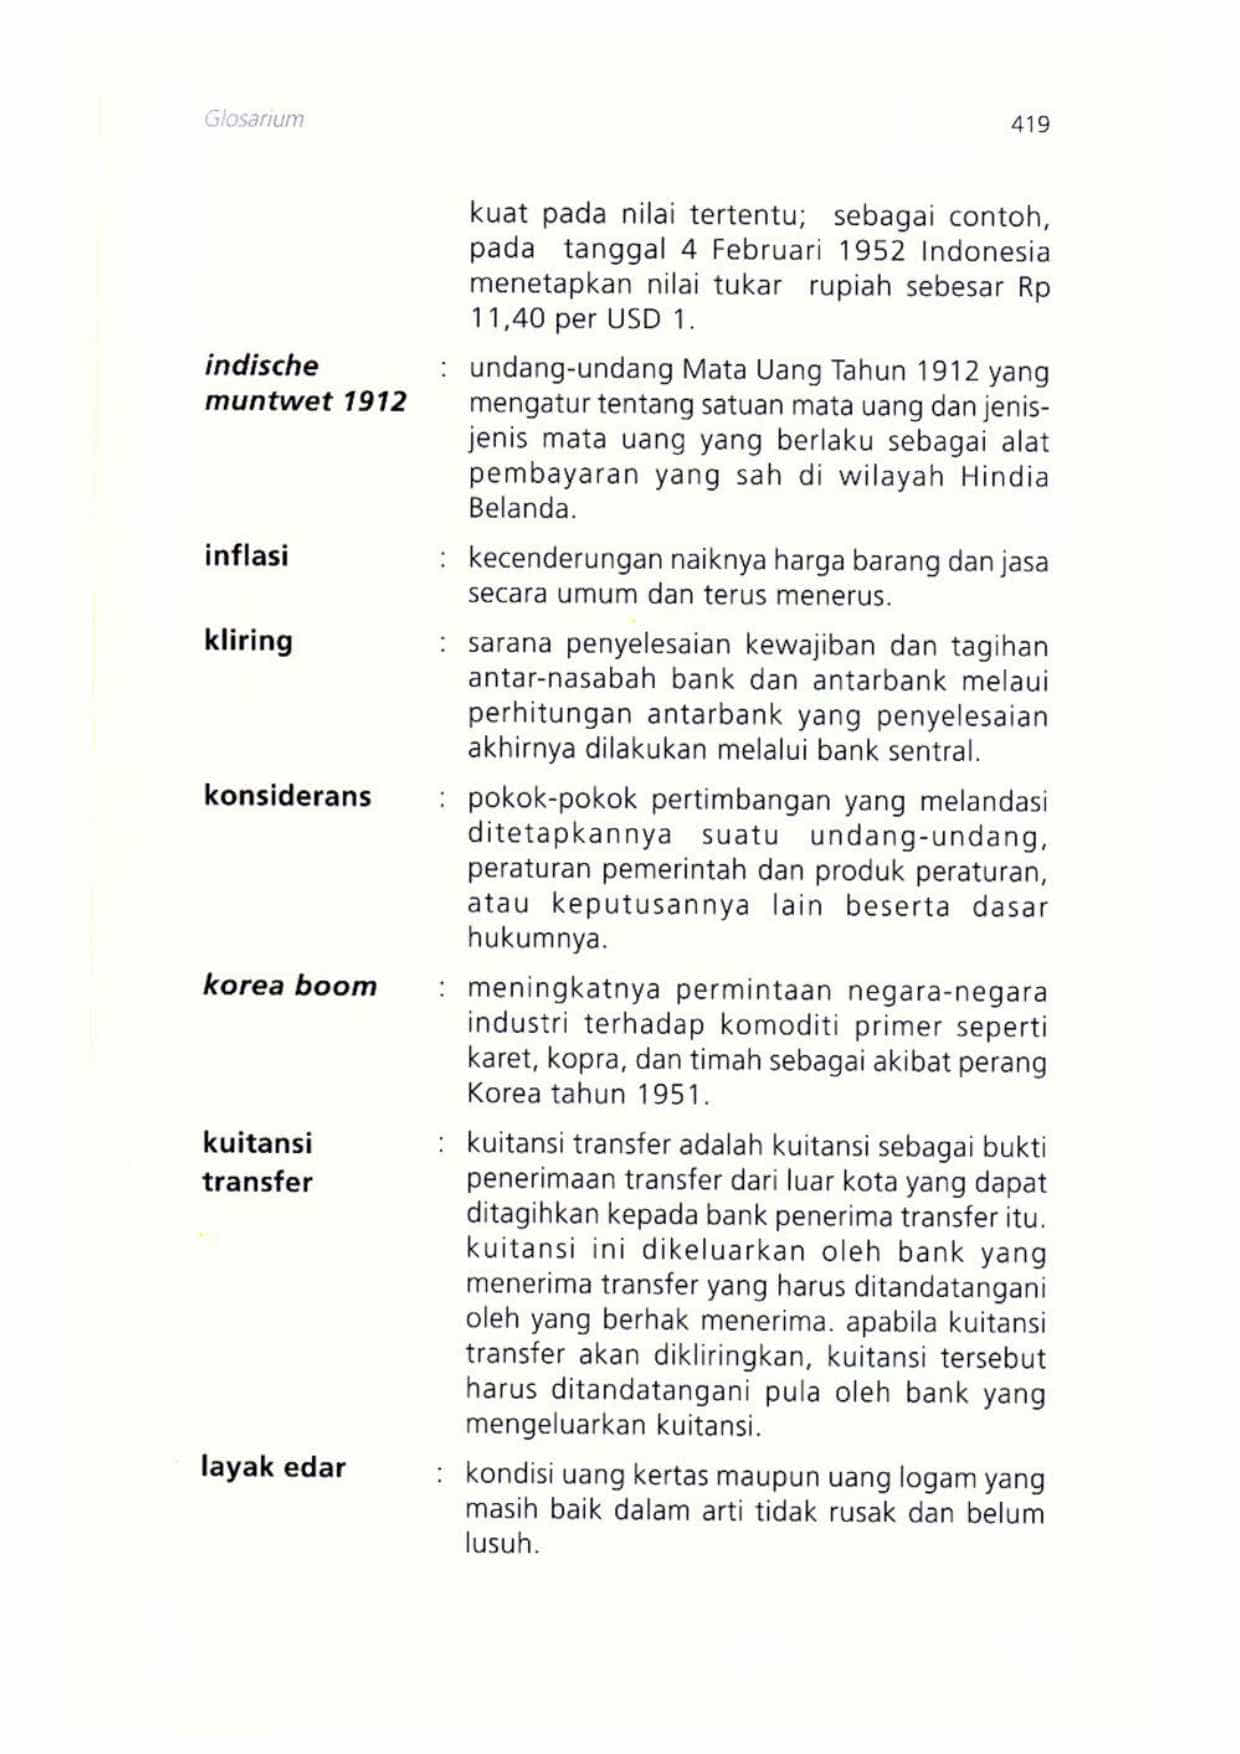 Glosarium 419
kuat pada nilai tertentu; sebagai contoh,
pada tanggal 4 Februari 1952 Indonesia
menetapkan nilai tukar rupiah sebesar Rp
11,40 per USD 1.
indische : undang-undang Mata Uang Tahun 1912 yang
muntwet 1912 mengatur tentang satuan mata uang dan jenis-
jenis mata uang yang berlaku sebagai alat
pembayaran yang sah di wilayah Hindia
Belanda.
inflasi : kecenderungan naiknya harga barang dan jasa
secara umum dan terus menerus.
kliring : sarana penyelesaian kewajiban dan tagihan
antar-nasabah bank dan antarbank melaui
perhitungan antarbank yang penyelesaian
akhirnya dilakukan melalui bank sentral.
konsiderans : pokok-pokok pertimbangan yang melandasi
ditetapkannya suatu undang-undang,
peraturan pemerintah dan produk peraturan,
atau keputusannya lain beserta dasar
hukumnya.
korea boom : meningkatnya permintaan negara-negara
industri terhadap komoditi primer seperti
karet, kopra, dan timah sebagai akibat perang
Korea tahun 1951.
kuitansi : kuitansi transfer adalah kuitansi sebagai bukti
transfer penerimaan transfer dari luar kota yang dapat
ditagihkan kepada bank penerima transfer itu.
kuitansi ini dikeluarkan oleh bank yang
menerima transfer yang harus ditandatangani
oleh yang berhak menerima. apabila kuitansi
transfer akan dikliringkan, kuitansi tersebut
harus ditandatangani pula oleh bank yang
mengeluarkan kuitansi.
layak edar : kondisi uang kertas maupun uang logam yang
masih baik dalam arti tidak rusak dan belum
lusuh.